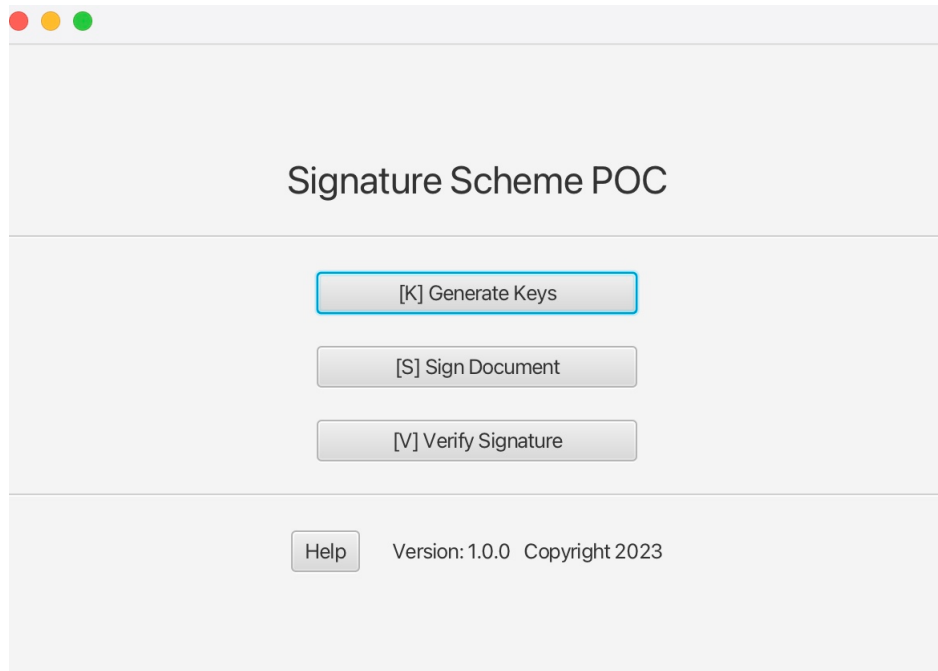 Signature Scheme POC
[K] Generate Keys
[S] Sign Document
[V] Verify Signature
Help Version: 1.0.0 Copyright 2023